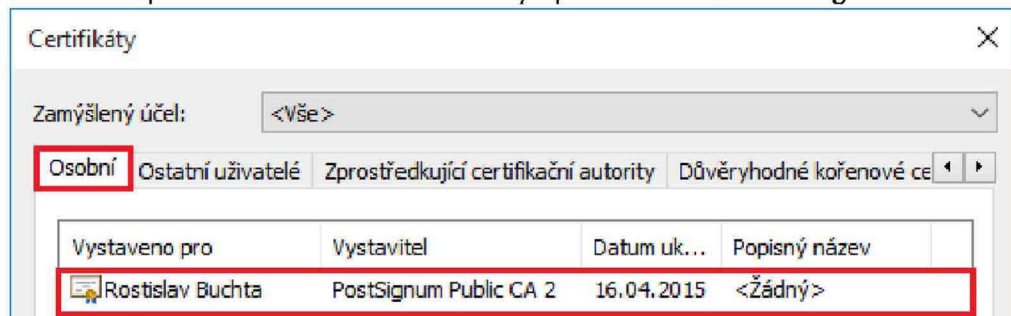 Certifikáty
Zamýšlený účel: <Vše>
Osobní Ostatní uživatelé Zprostředkující certifikační autority Důvěryhodné kořenové ce
Vystaveno pro Vystavitel Datum uk... Popisný název
Rostislav Buchta PostSignum Public CA 2 16.04.2015 <Žádný>